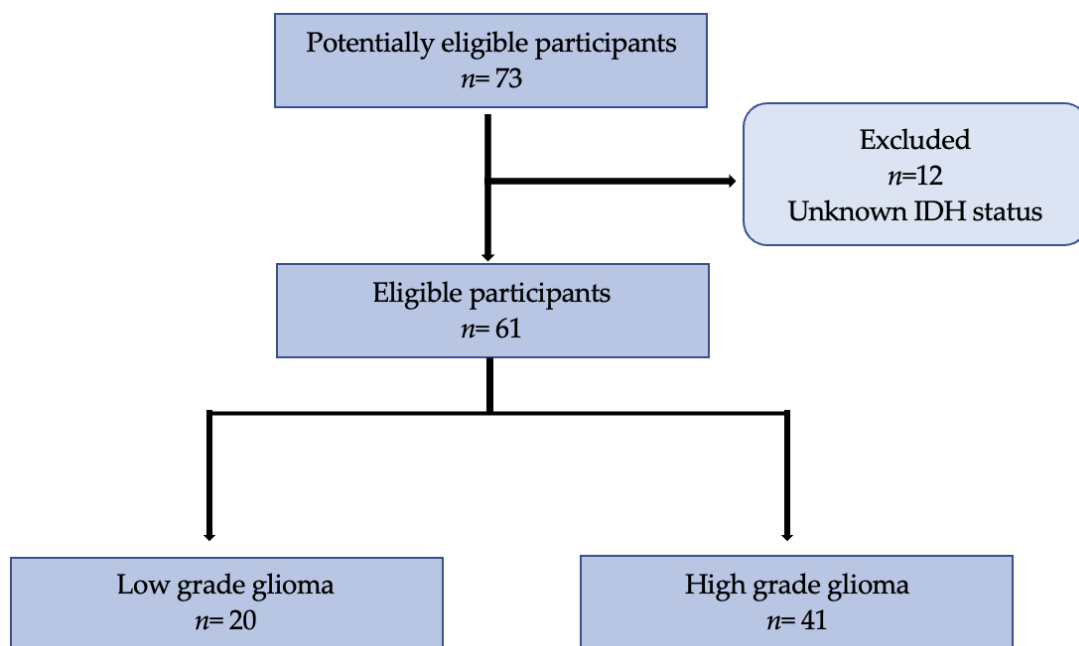 Potentially eligible participants
n= 73
Excluded
n=12
Unknown IDH status
Eligible participants
n= 61
Low grade glioma
n= 20
High grade glioma
n= 41